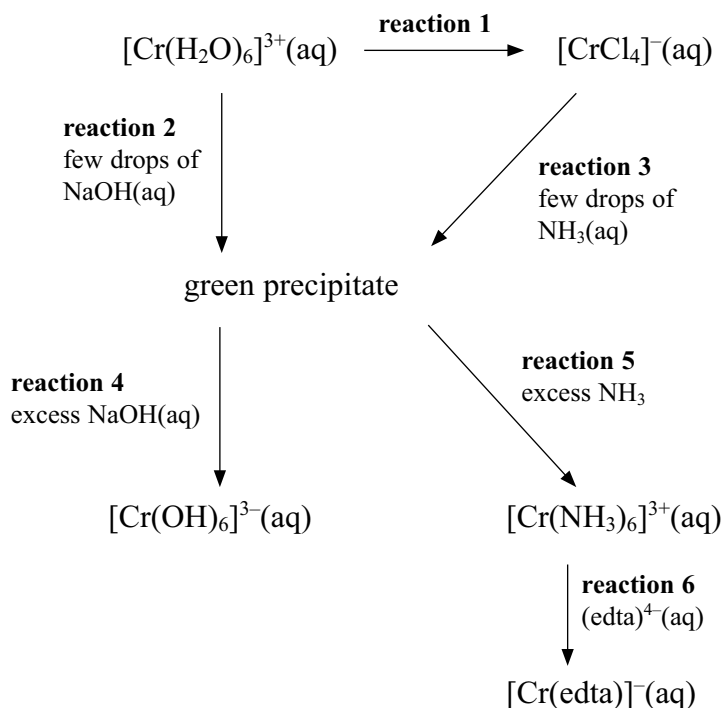 [Cr(H₂O)₆]³⁺(aq)
reaction 1
[CrCl₄]⁻(aq)
reaction 2
few drops of
NaOH(aq)
reaction 3
few drops of
NH₃(aq)
green precipitate
reaction 4
excess NaOH(aq)
reaction 5
excess NH₃
[Cr(OH)₆]³⁻(aq)
[Cr(NH₃)₆]³⁺(aq)
reaction 6
(edta)⁴⁻(aq)
[Cr(edta)]⁻(aq)